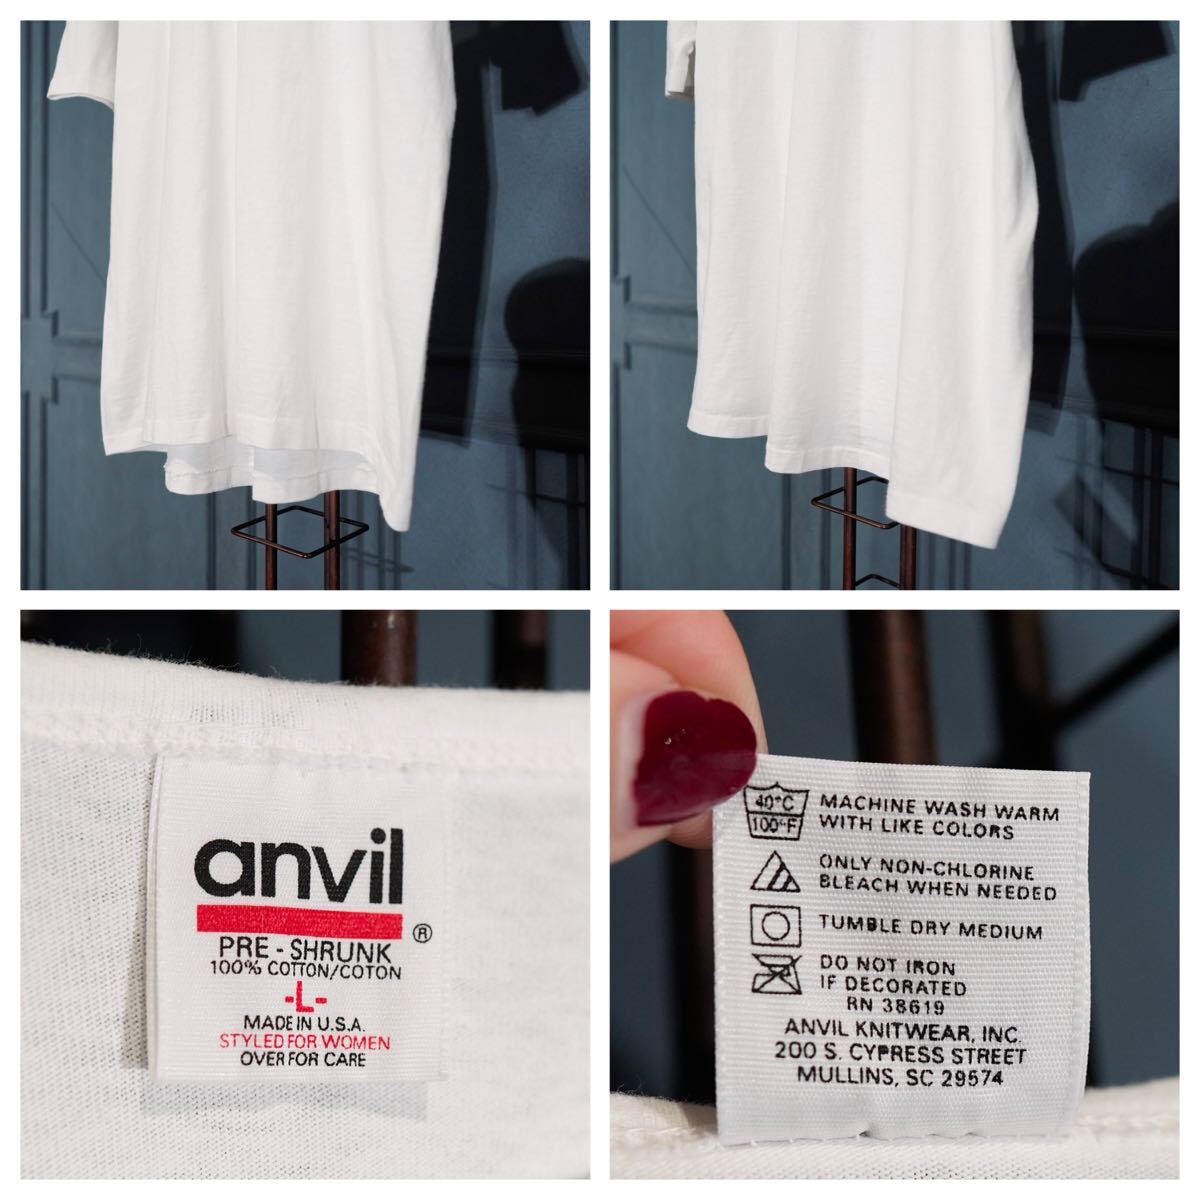 anvil
®
PRE - SHRUNK
100% COTTON/COTON
-L-
MADE IN U.S.A.
STYLED FOR WOMEN
OVER FOR CARE
40°C
100°F
MACHINE WASH WARM
WITH LIKE COLORS
ONLY NON-CHLORINE
BLEACH WHEN NEEDED
TUMBLE DRY MEDIUM
DO NOT IRON
IF DECORATED
RN 38619
ANVIL KNITWEAR, INC.
200 S. CYPRESS STREET
MULLINS, SC 29574